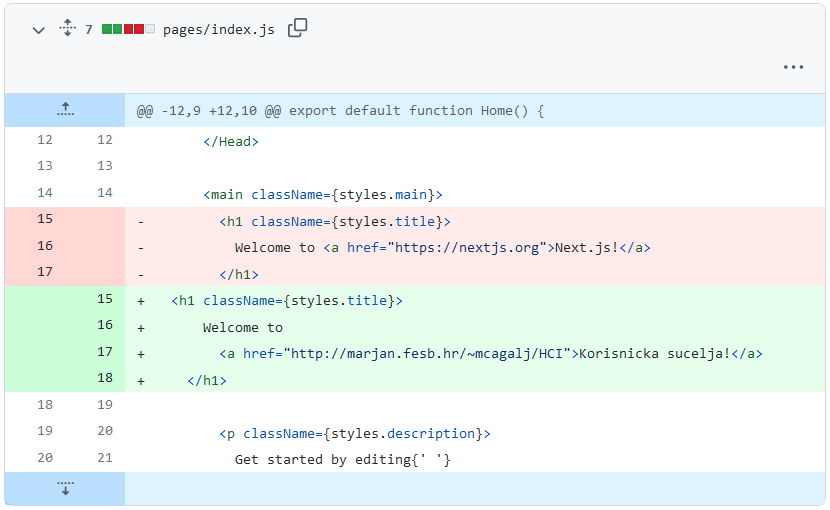 7 pages/index.js
@@ -12,9 +12,10 @@ export default function Home() {
12 12 </Head>
13 13
14 14 <main className={styles.main}>
15 - <h1 className={styles.title}>
16 - Welcome to <a href="https://nextjs.org">Next.js!</a>
17 - </h1>
15 + <h1 className={styles.title}>
16 + Welcome to
17 + <a href="http://marjan.fesb.hr/~mcagalj/HCI">Korisnicka sucelja!</a>
18 + </h1>
18 19
19 20 <p className={styles.description}>
20 21 Get started by editing{' '}